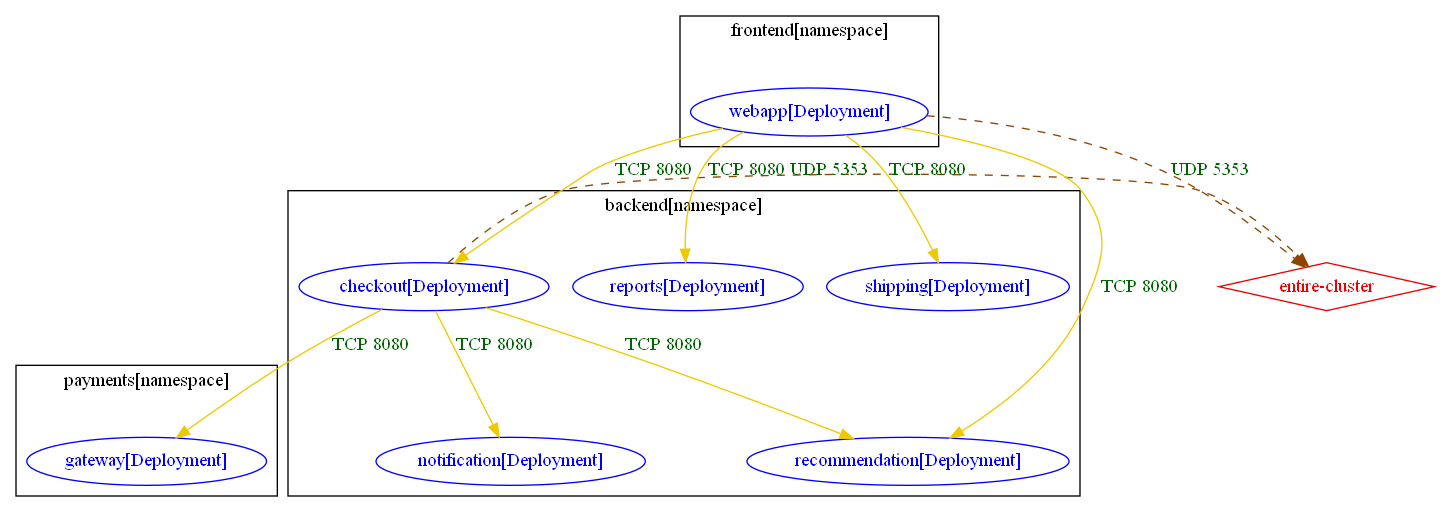 frontend[namespace]
webapp[Deployment]
TCP 8080
TCP 8080
UDP 5353
TCP 8080
UDP 5353
backend[namespace]
checkout[Deployment]
reports[Deployment]
shipping[Deployment]
TCP 8080
entire-cluster
TCP 8080
TCP 8080
TCP 8080
payments[namespace]
gateway[Deployment]
notification[Deployment]
recommendation[Deployment]